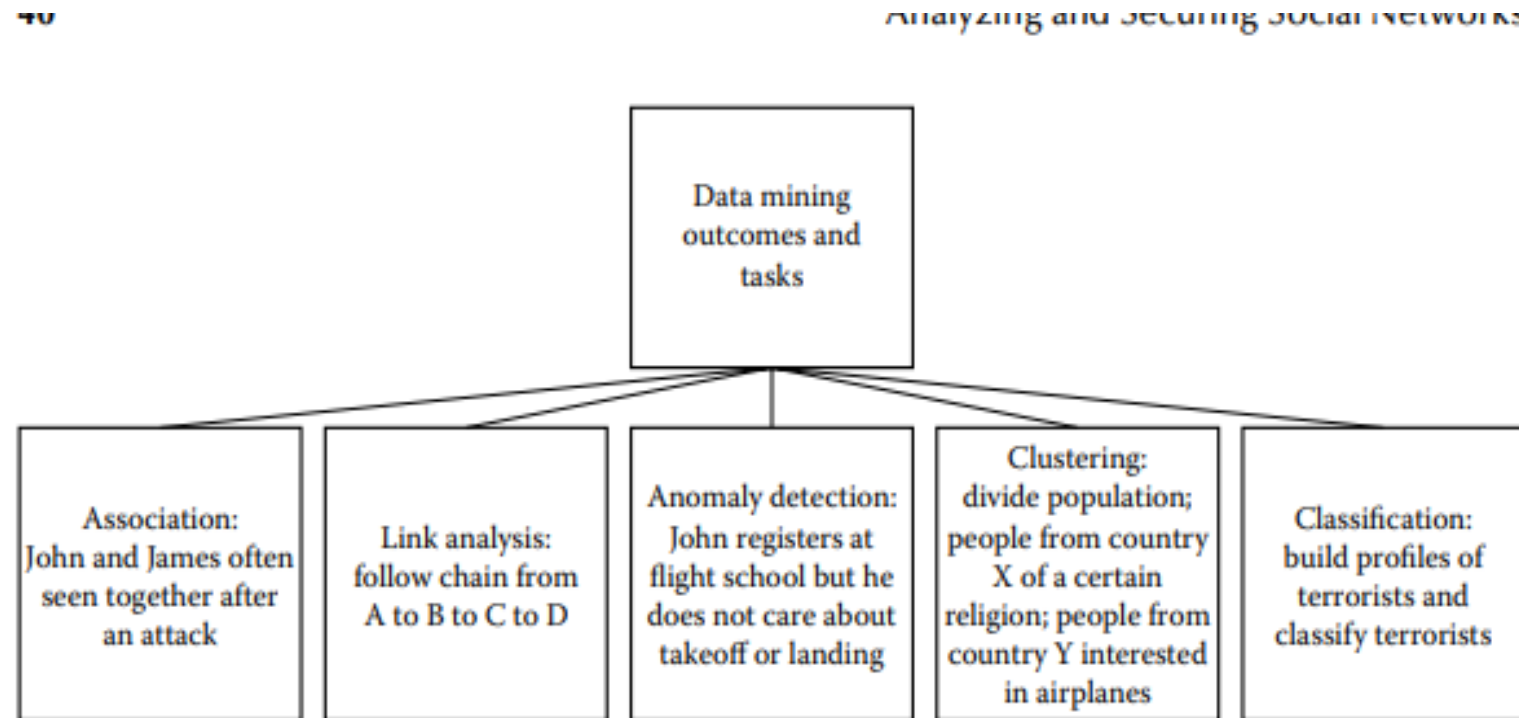 40
Analyzing and Securing Social Networks
Data mining
outcomes and
tasks
Association:
John and James often
seen together after
an attack
Link analysis:
follow chain from
A to B to C to D
Anomaly detection:
John registers at
flight school but he
does not care about
takeoff or landing
Clustering:
divide population;
people from country
X of a certain
religion; people from
country Y interested
in airplanes
Classification:
build profiles of
terrorists and
classify terrorists